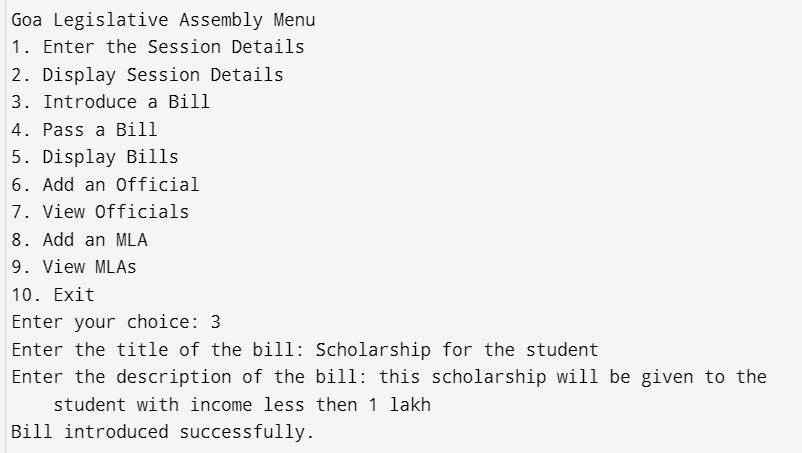 Goa Legislative Assembly Menu
1. Enter the Session Details
2. Display Session Details
3. Introduce a Bill
4. Pass a Bill
5. Display Bills
6. Add an Official
7. View Officials
8. Add an MLA
9. View MLAs
10. Exit
Enter your choice: 3
Enter the title of the bill: Scholarship for the student
Enter the description of the bill: this scholarship will be given to the
student with income less then 1 lakh
Bill introduced successfully.